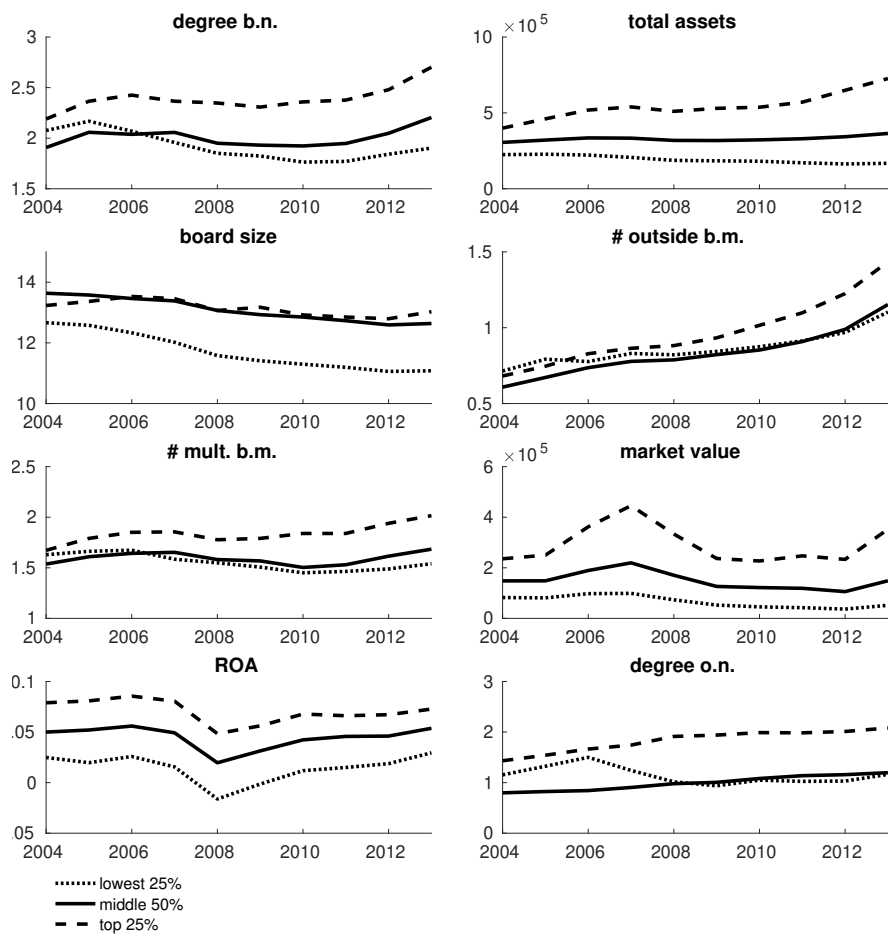 degree b.n.
3
2.5
2
1.5
2004 2006 2008 2010 2012
total assets
×10^5
10
5
0
2004 2006 2008 2010 2012
board size
14
12
10
2004 2006 2008 2010 2012
# outside b.m.
1.5
1
0.5
2004 2006 2008 2010 2012
# mult. b.m.
2.5
2
1.5
1
2004 2006 2008 2010 2012
market value
×10^5
6
4
2
0
2004 2006 2008 2010 2012
ROA
0.1
.05
0
.05
2004 2006 2008 2010 2012
degree o.n.
3
2
1
0
2004 2006 2008 2010 2012
lowest 25%
middle 50%
top 25%